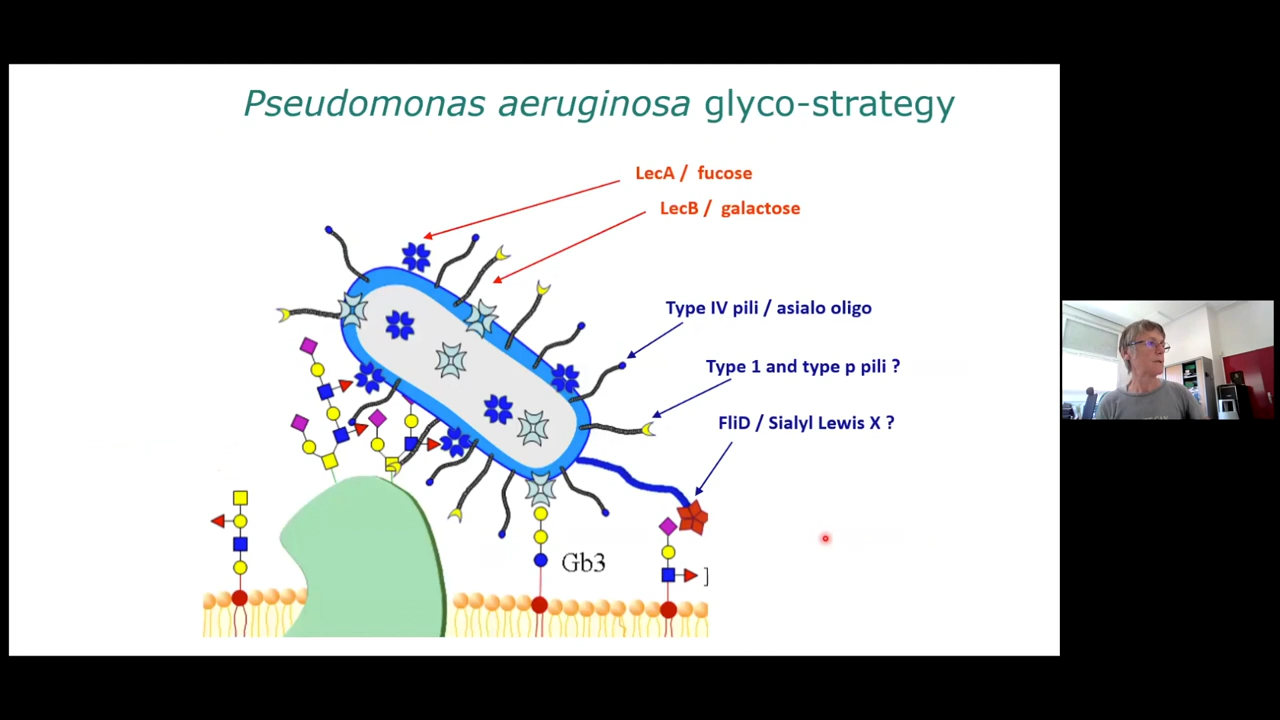 Pseudomonas aeruginosa glyco-strategy
LecA / fucose
LecB / galactose
Type IV pili / asialo oligo
Type 1 and type p pili ?
FliD / Sialyl Lewis X ?
Gb3
]